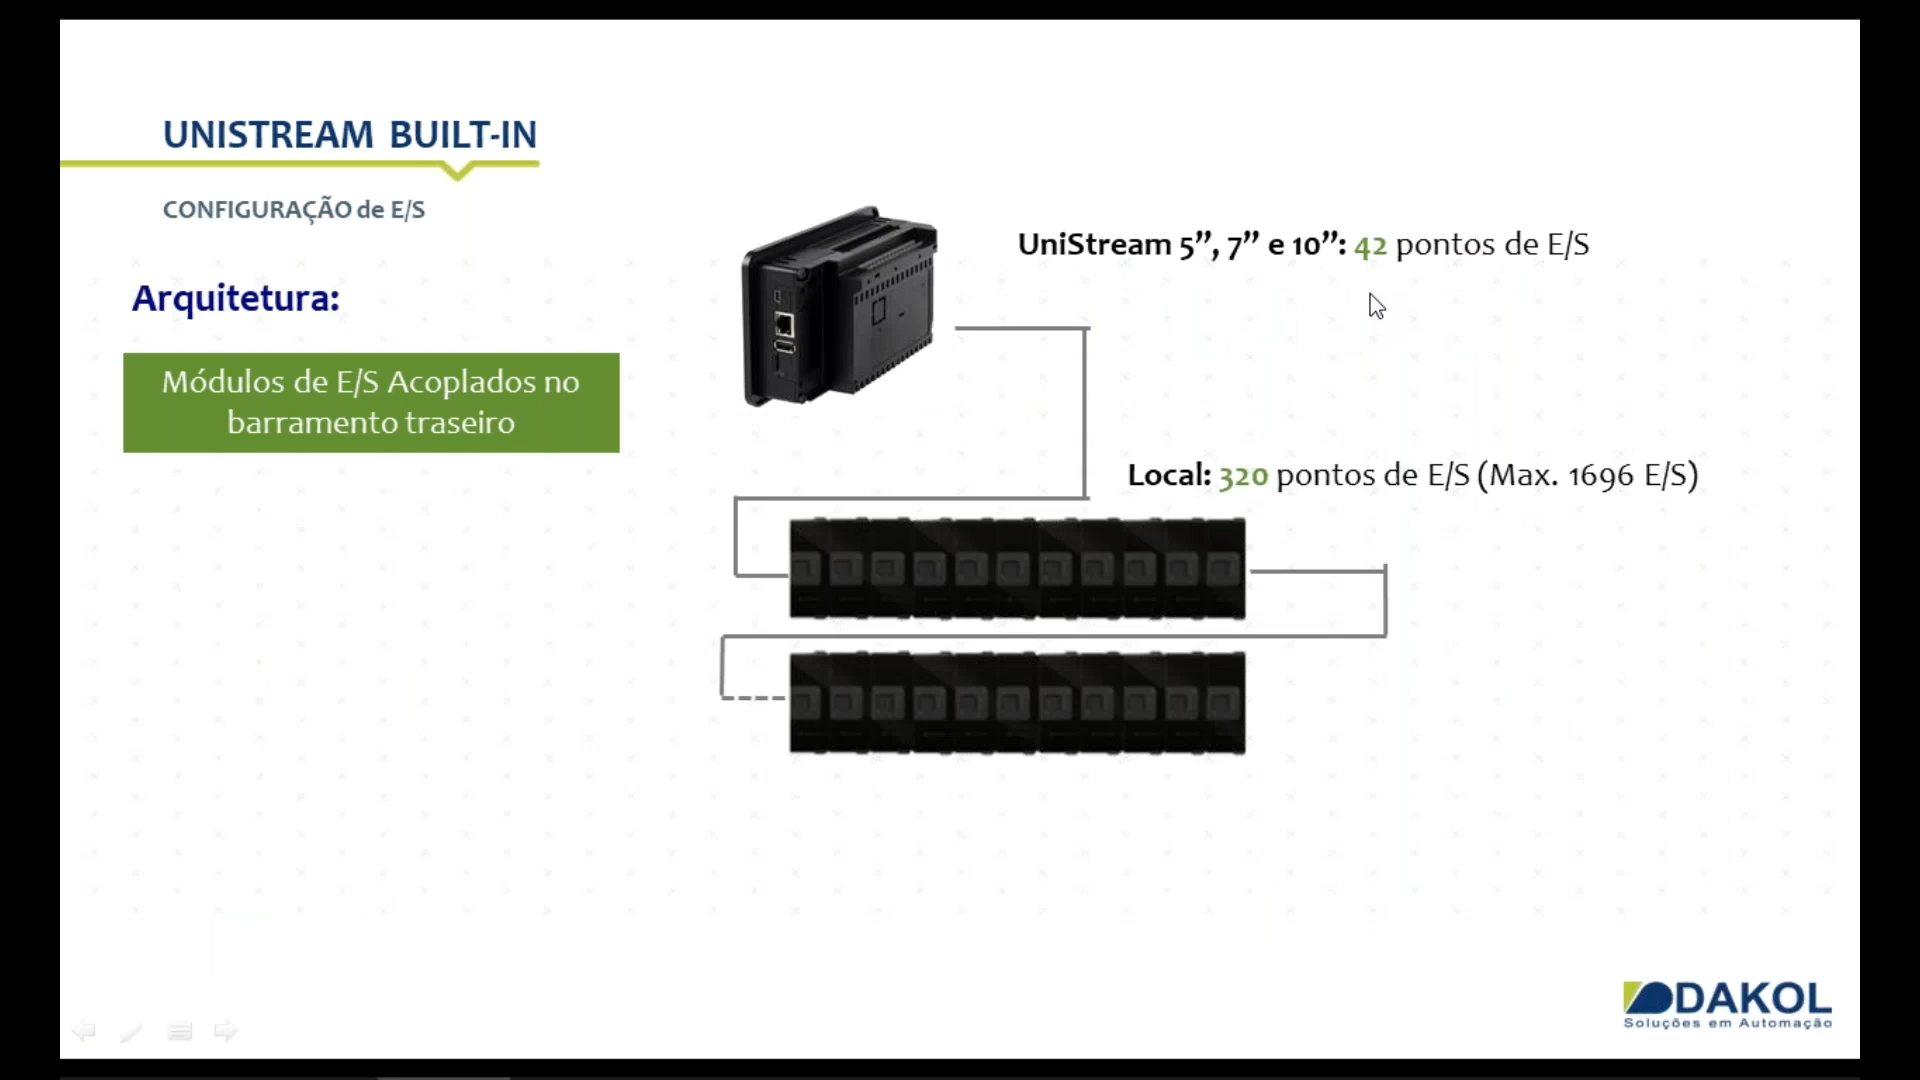 UNISTREAM BUILT-IN
CONFIGURAÇÃO de E/S
UniStream 5”, 7” e 10”: 42 pontos de E/S
Arquitetura:
Módulos de E/S Acoplados no
barramento traseiro
Local: 320 pontos de E/S (Max. 1696 E/S)
DAKOL
Soluções em Automação